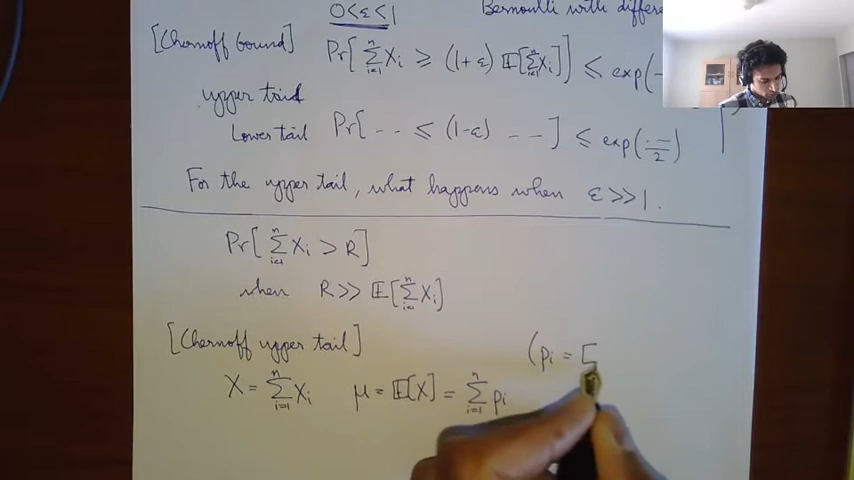 0<ε<1 Bernoulli with differe
[Chernoff bound] Pr[∑_{i=1}^{n} X_i ≥ (1+ε) 𝔼[∑_{i=1}^{n} X_i]] ≤ exp(-
upper tail
Lower tail Pr[ -- ≤ (1-ε) -- ] ≤ exp(--/2)
For the upper tail, what happens when ε>>1.
Pr[∑_{i=1}^{n} X_i > R]
when R >> 𝔼[∑_{i=1}^{n} X_i]
[Chernoff upper tail] (p_i =
X = ∑_{i=1}^{n} X_i μ = 𝔼[X] = ∑_{i=1}^{n} p_i